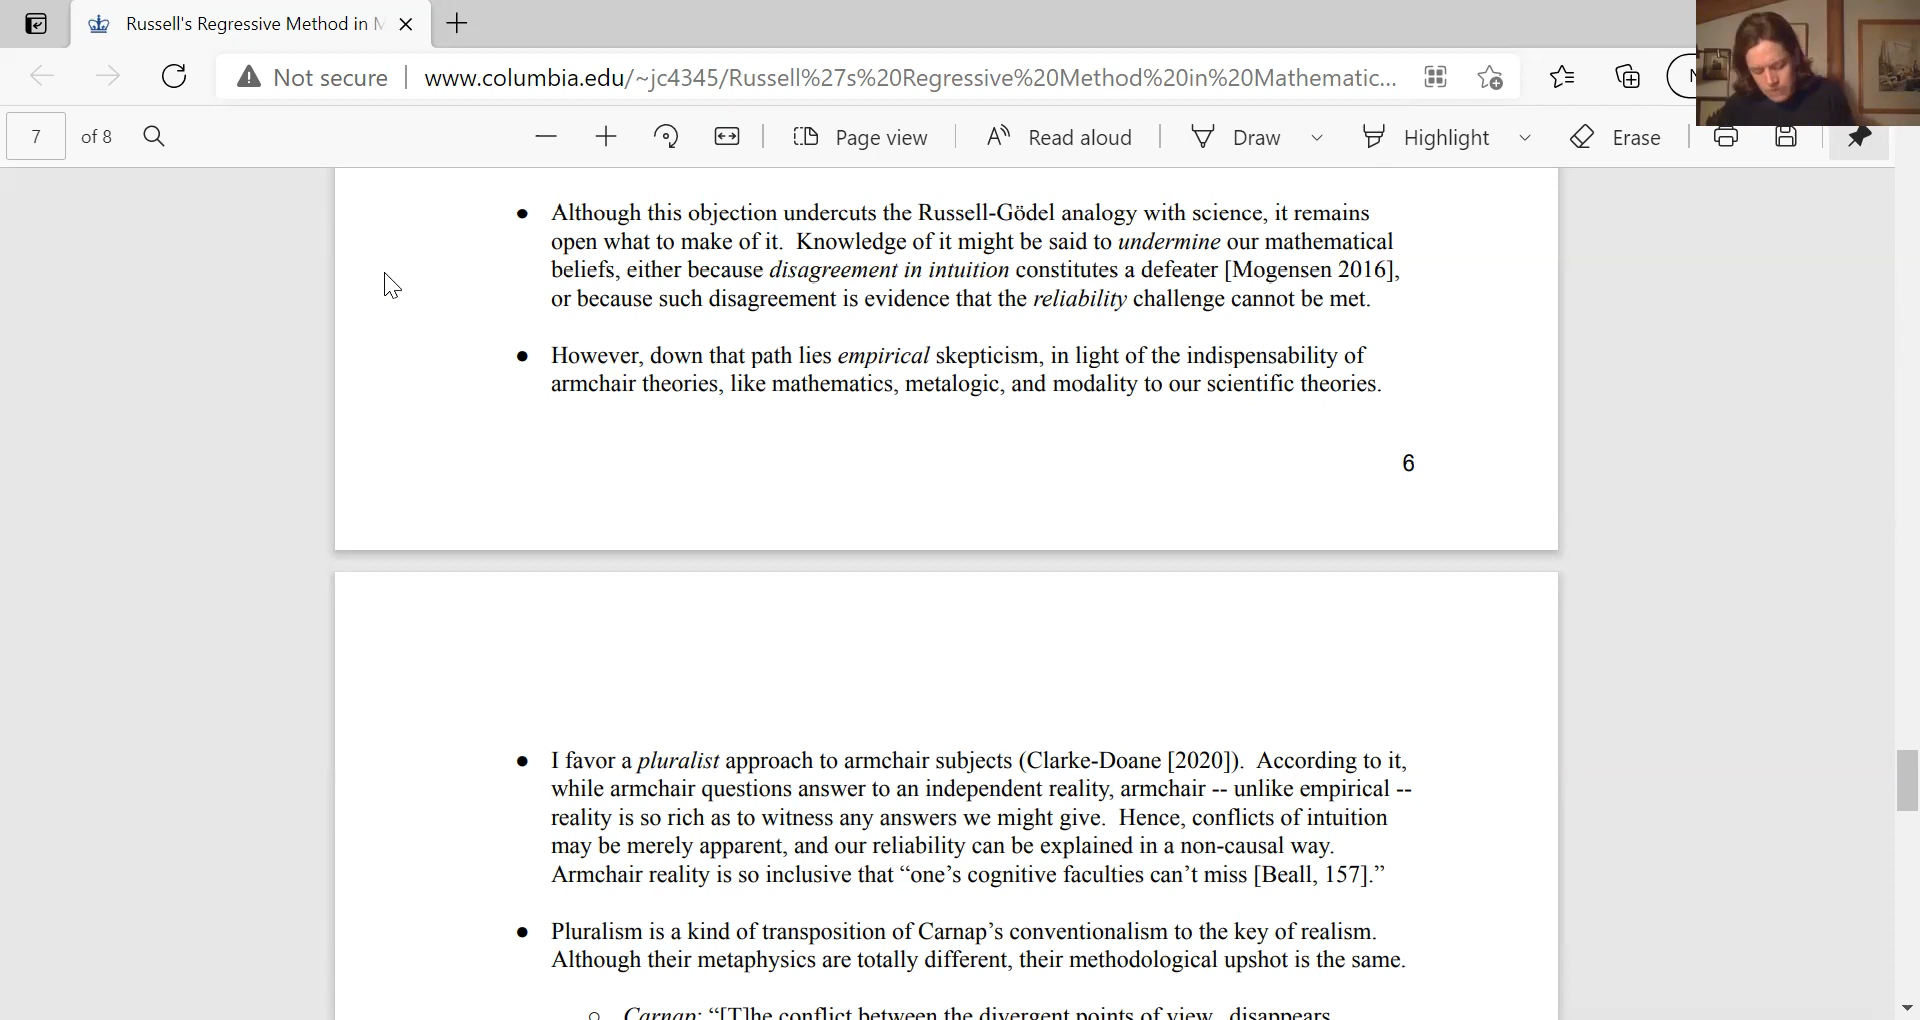 Russell's Regressive Method in
Not secure
www.columbia.edu/~jc4345/Russell%27s%20Regressive%20Method%20in%20Mathematic...
7
of 8
Page view
Read aloud
Draw
Highlight
Erase
● Although this objection undercuts the Russell-Gödel analogy with science, it remains
open what to make of it. Knowledge of it might be said to undermine our mathematical
beliefs, either because disagreement in intuition constitutes a defeater [Mogensen 2016],
or because such disagreement is evidence that the reliability challenge cannot be met.
● However, down that path lies empirical skepticism, in light of the indispensability of
armchair theories, like mathematics, metalogic, and modality to our scientific theories.
6
● I favor a pluralist approach to armchair subjects (Clarke-Doane [2020]). According to it,
while armchair questions answer to an independent reality, armchair -- unlike empirical --
reality is so rich as to witness any answers we might give. Hence, conflicts of intuition
may be merely apparent, and our reliability can be explained in a non-causal way.
Armchair reality is so inclusive that “one’s cognitive faculties can’t miss [Beall, 157].”
● Pluralism is a kind of transposition of Carnap’s conventionalism to the key of realism.
Although their metaphysics are totally different, their methodological upshot is the same.
○ Carnap: “[T]he conflict between the divergent points of view...disappears